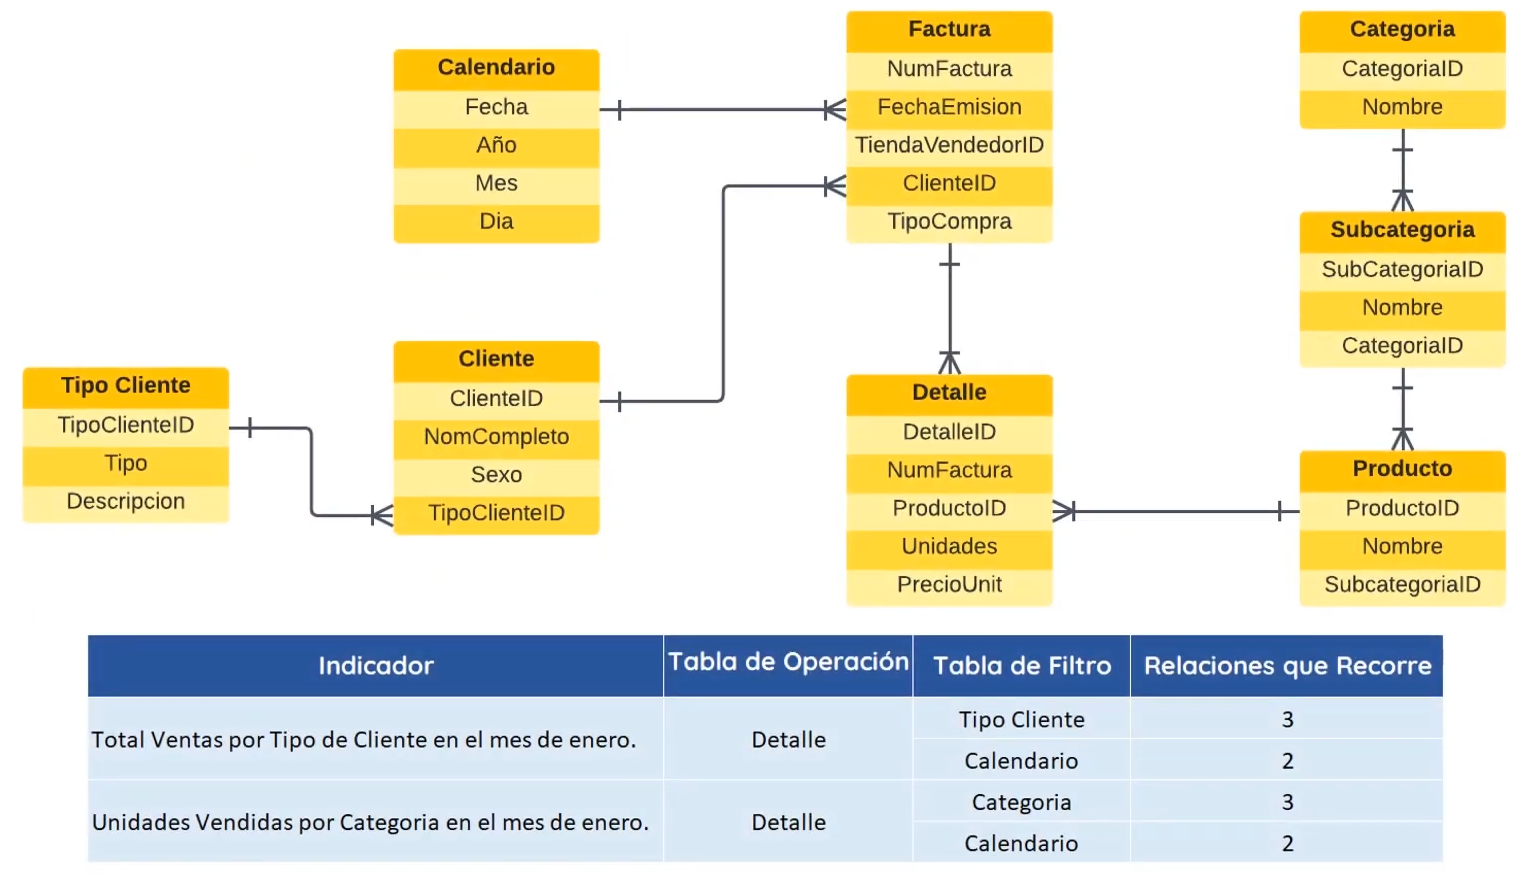 Calendario
Fecha
Año
Mes
Dia
Factura
NumFactura
FechaEmision
TiendaVendedorID
ClienteID
TipoCompra
Categoria
CategoriaID
Nombre
Subcategoria
SubCategoriaID
Nombre
CategoriaID
Tipo Cliente
TipoClienteID
Tipo
Descripcion
Cliente
ClienteID
NomCompleto
Sexo
TipoClienteID
Detalle
DetalleID
NumFactura
ProductoID
Unidades
PrecioUnit
Producto
ProductoID
Nombre
SubcategoriaID
Indicador Tabla de Operación Tabla de Filtro Relaciones que Recorre
Total Ventas por Tipo de Cliente en el mes de enero. Detalle
Tipo Cliente 3
Calendario 2
Unidades Vendidas por Categoria en el mes de enero. Detalle
Categoria 3
Calendario 2